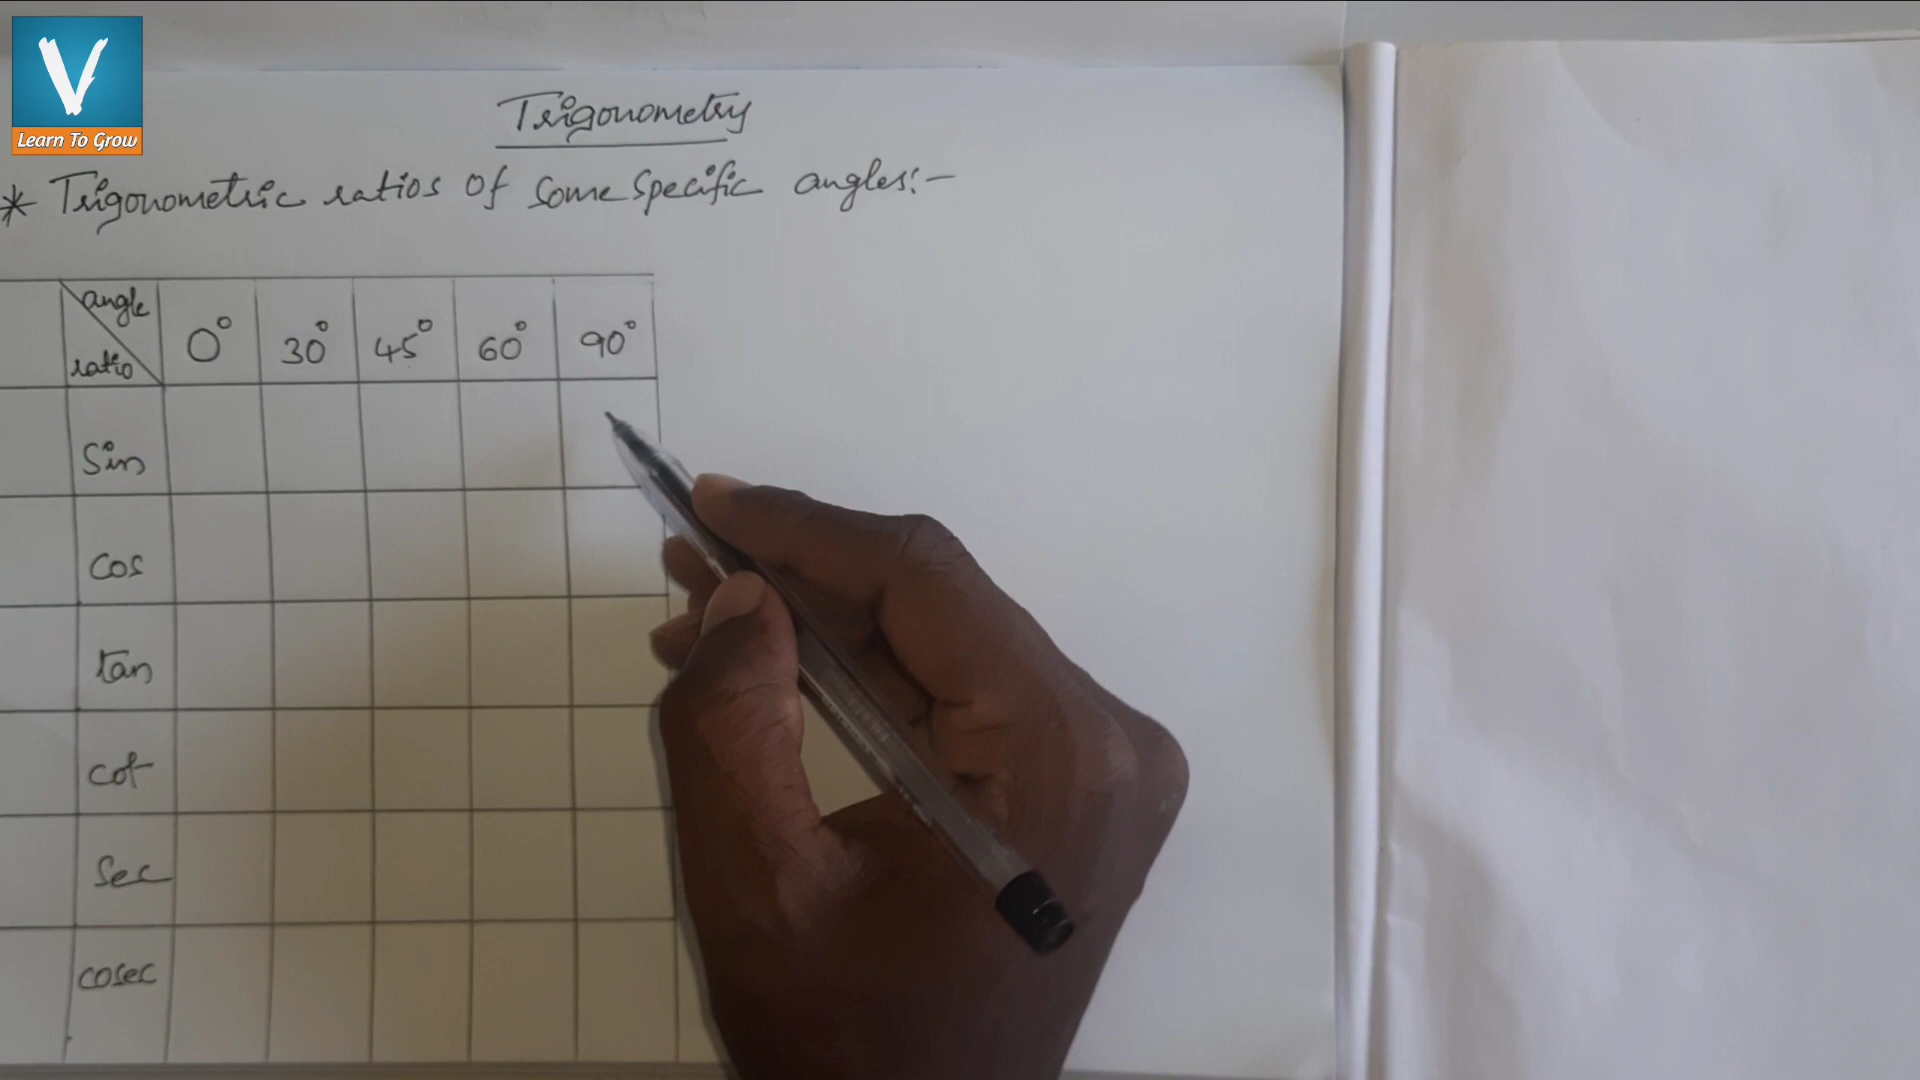 V
Learn To Grow
Trigonometry
* Trigonometric ratios of some specific angles:-
angle
ratio
0° 30° 45° 60° 90°
Sin
cos
tan
cot
Sec
cosec